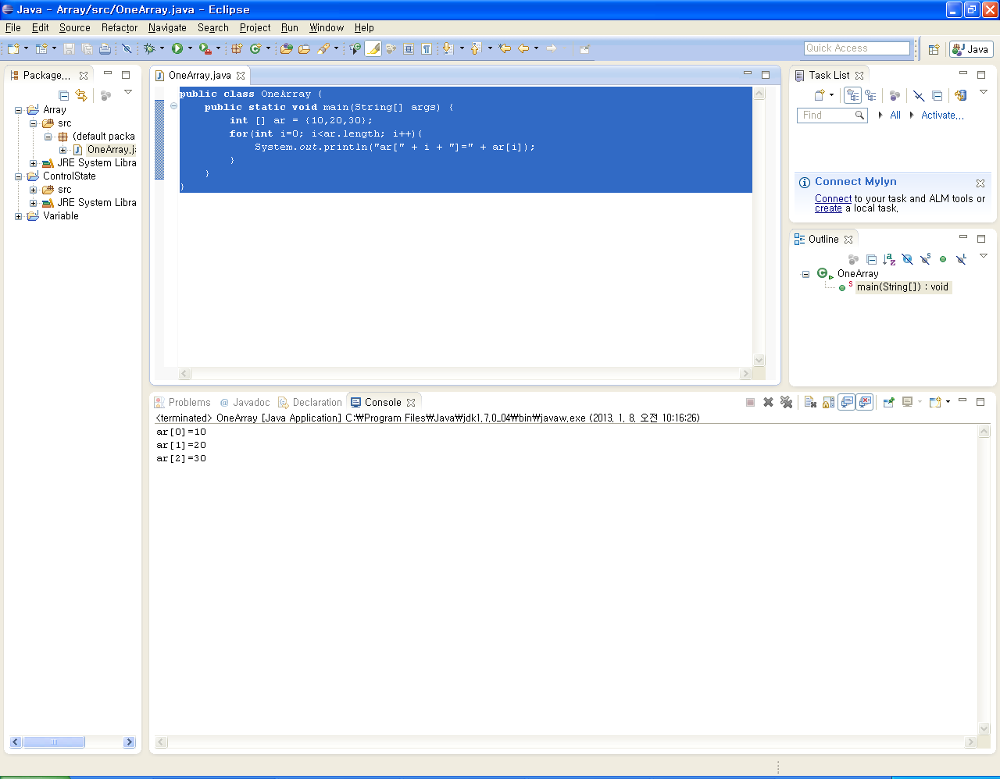 Java - Array/src/OneArray.java - Eclipse
File Edit Source Refactor Navigate Search Project Run Window Help
Quick Access
Java
Package...
Array
src
(default packa
OneArray.ja
JRE System Libra
ControlState
src
JRE System Libra
Variable
OneArray.java
public class OneArray {
public static void main(String[] args) {
int [] ar = {10,20,30};
for(int i=0; i<ar.length; i++){
System.out.println("ar[" + i + "]=" + ar[i]);
}
}
}
Task List
Find All Activate...
Connect Mylyn
Connect to your task and ALM tools or
create a local task.
Outline
OneArray
main(String[]) : void
Problems @ Javadoc Declaration Console
<terminated> OneArray [Java Application] C:₩Program Files₩Java₩jdk1.7.0_04₩bin₩javaw.exe (2013. 1. 8. 오전 10:16:26)
ar[0]=10
ar[1]=20
ar[2]=30